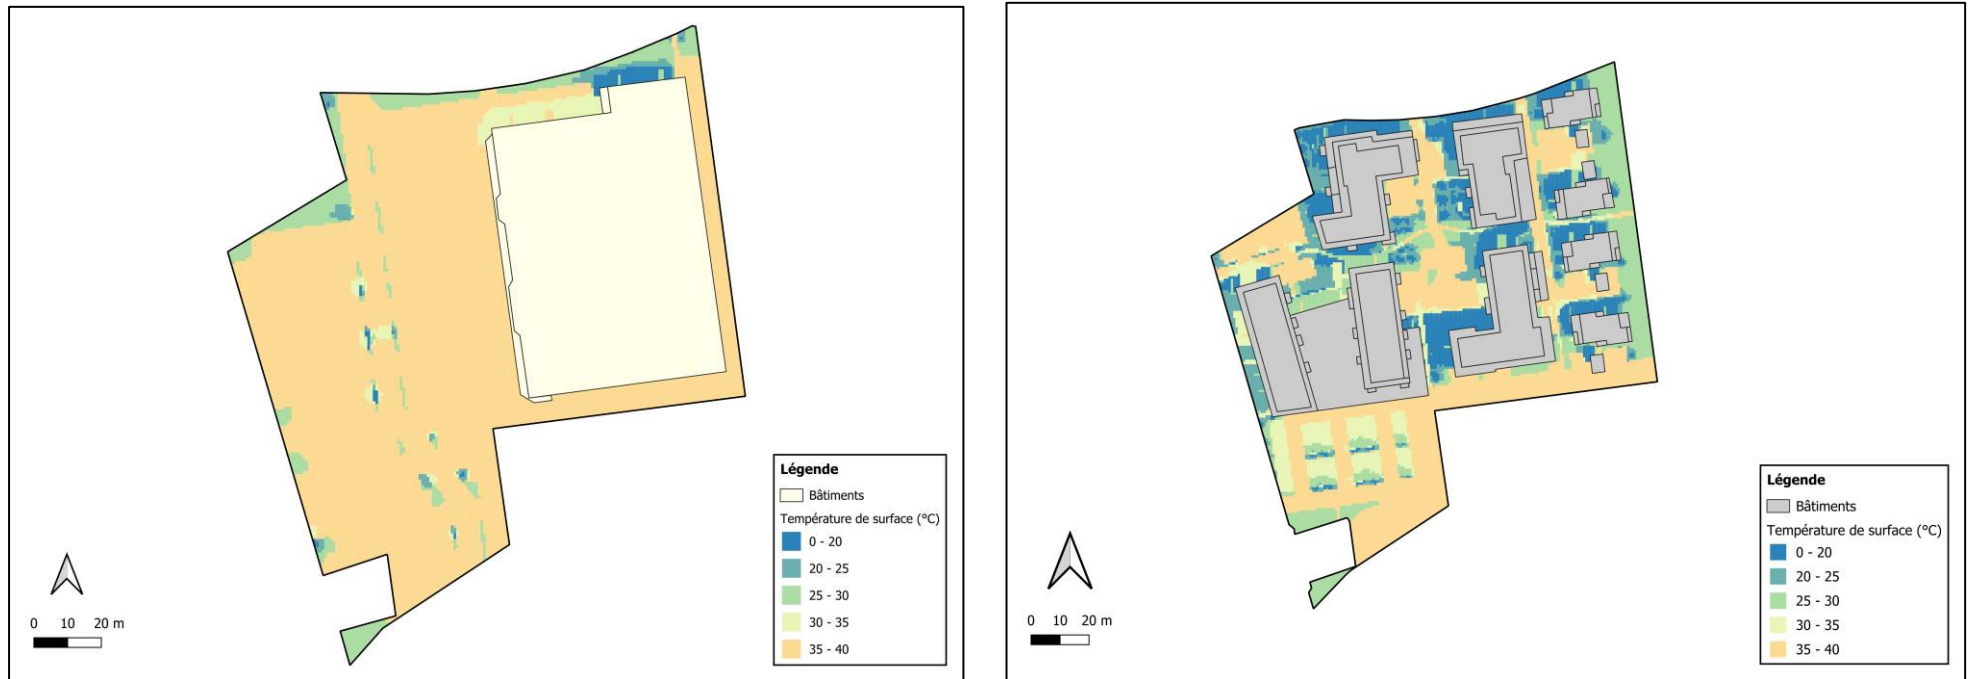 Légende
Bâtiments
Température de surface (°C)
0 - 20
20 - 25
25 - 30
30 - 35
35 - 40
0 10 20 m
Légende
Bâtiments
Température de surface (°C)
0 - 20
20 - 25
25 - 30
30 - 35
35 - 40
0 10 20 m